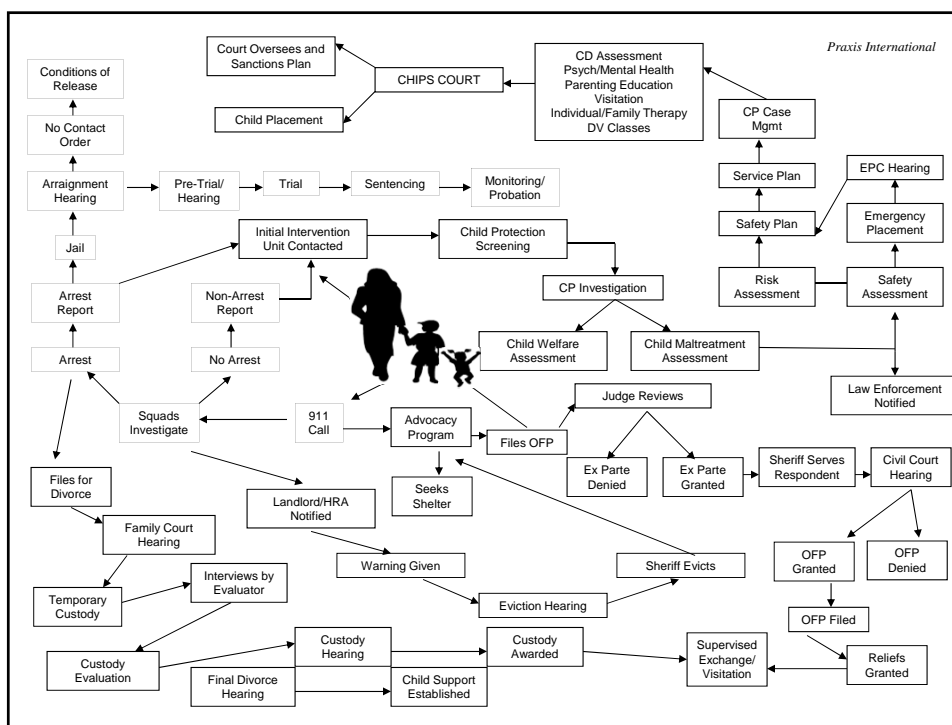 Praxis International
Court Oversees and
Sanctions Plan
CHIPS COURT
Child Placement
CD Assessment
Psych/Mental Health
Parenting Education
Visitation
Individual/Family Therapy
DV Classes
CP Case
Mgmt
Service Plan
Safety Plan
EPC Hearing
Emergency
Placement
Risk
Assessment
Safety
Assessment
Conditions of
Release
No Contact
Order
Arraignment
Hearing
Pre-Trial/
Hearing
Trial
Sentencing
Monitoring/
Probation
Jail
Initial Intervention
Unit Contacted
Child Protection
Screening
CP Investigation
Arrest
Report
Non-Arrest
Report
Arrest
No Arrest
Child Welfare
Assessment
Child Maltreatment
Assessment
Law Enforcement
Notified
Squads
Investigate
911
Call
Advocacy
Program
Files OFP
Judge Reviews
Ex Parte
Denied
Ex Parte
Granted
Sheriff Serves
Respondent
Civil Court
Hearing
Seeks
Shelter
Files for
Divorce
Landlord/HRA
Notified
Family Court
Hearing
Warning Given
Sheriff Evicts
OFP
Granted
OFP
Denied
Temporary
Custody
Interviews by
Evaluator
Eviction Hearing
OFP Filed
Custody
Evaluation
Custody
Hearing
Custody
Awarded
Supervised
Exchange/
Visitation
Reliefs
Granted
Final Divorce
Hearing
Child Support
Established